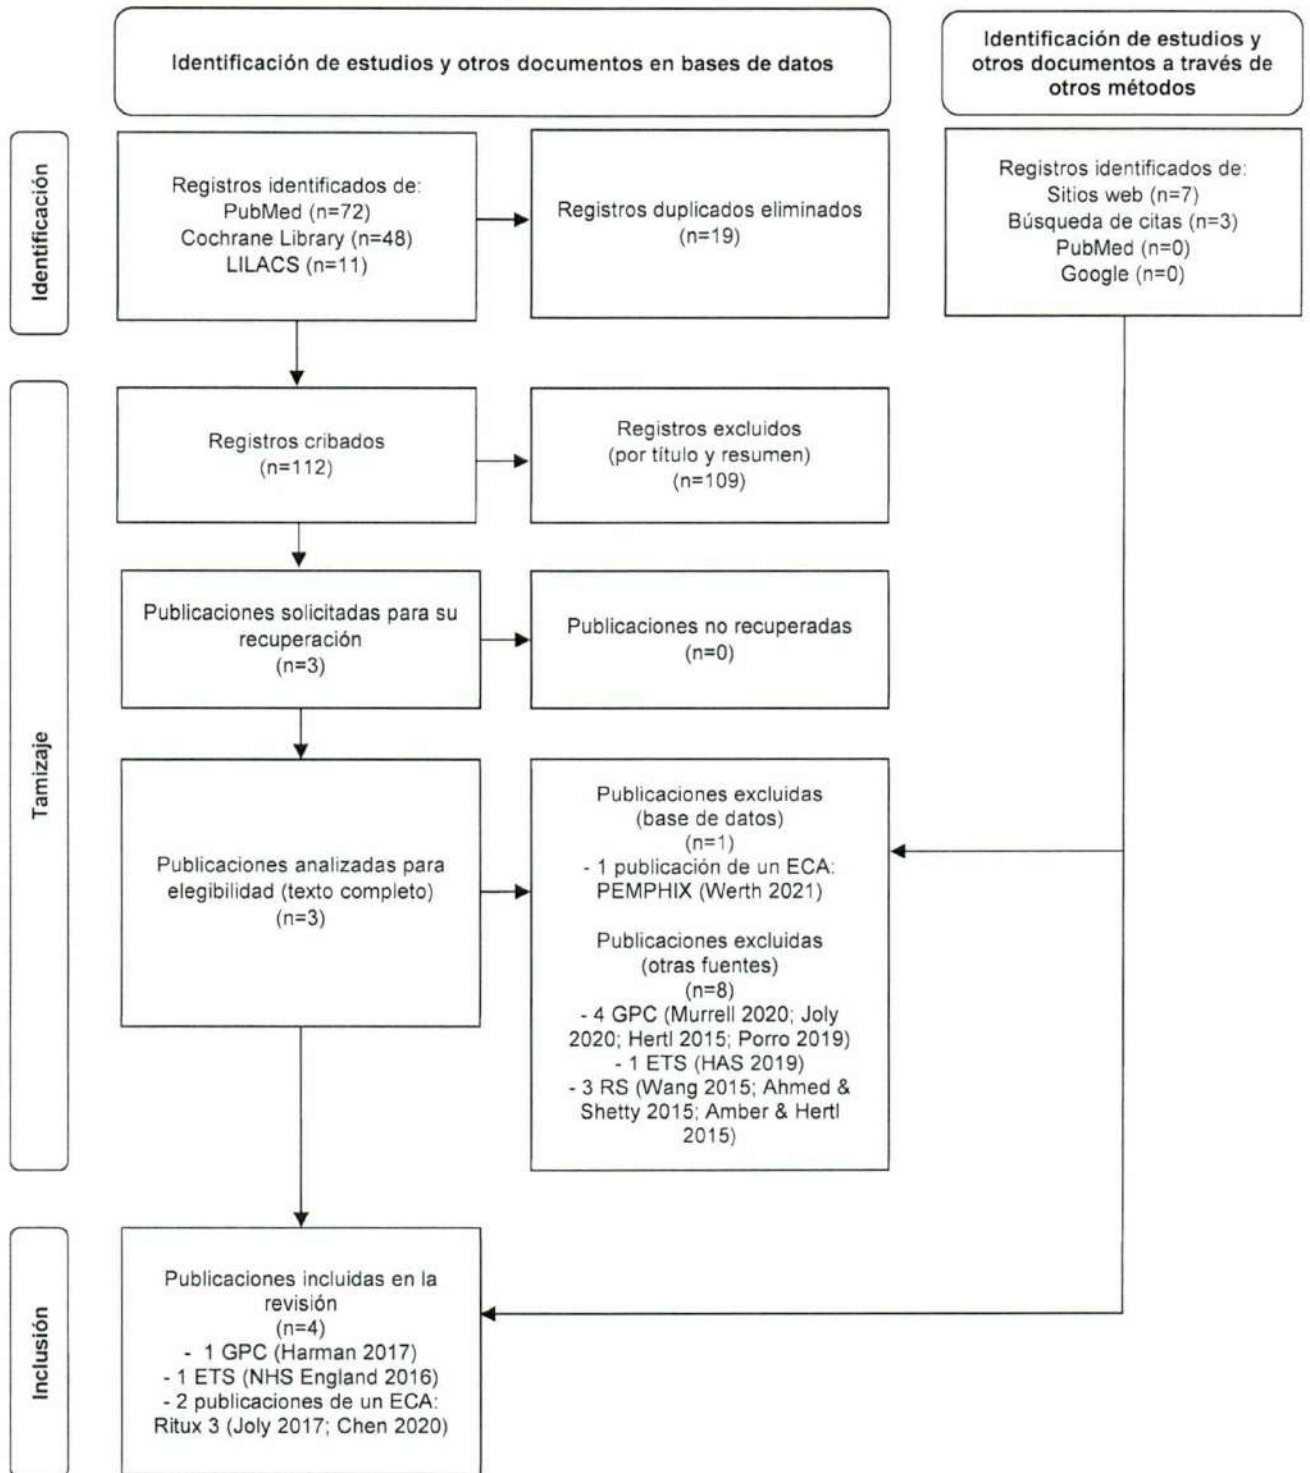 Identificación de estudios y otros documentos en bases de datos
Identificación de estudios y
otros documentos a través de
otros métodos
Identificación
Registros identificados de:
PubMed (n=72)
Cochrane Library (n=48)
LILACS (n=11)
Registros duplicados eliminados
(n=19)
Registros identificados de:
Sitios web (n=7)
Búsqueda de citas (n=3)
PubMed (n=0)
Google (n=0)
Tamizaje
Registros cribados
(n=112)
Registros excluidos
(por título y resumen)
(n=109)
Publicaciones solicitadas para su
recuperación
(n=3)
Publicaciones no recuperadas
(n=0)
Publicaciones analizadas para
elegibilidad (texto completo)
(n=3)
Publicaciones excluidas
(base de datos)
(n=1)
- 1 publicación de un ECA:
PEMPHIX (Werth 2021)
Publicaciones excluidas
(otras fuentes)
(n=8)
- 4 GPC (Murrell 2020; Joly
2020; Hertl 2015; Porro 2019)
- 1 ETS (HAS 2019)
- 3 RS (Wang 2015; Ahmed &
Shetty 2015; Amber & Hertl
2015)
Inclusión
Publicaciones incluidas en la
revisión
(n=4)
- 1 GPC (Harman 2017)
- 1 ETS (NHS England 2016)
- 2 publicaciones de un ECA:
Ritux 3 (Joly 2017; Chen 2020)